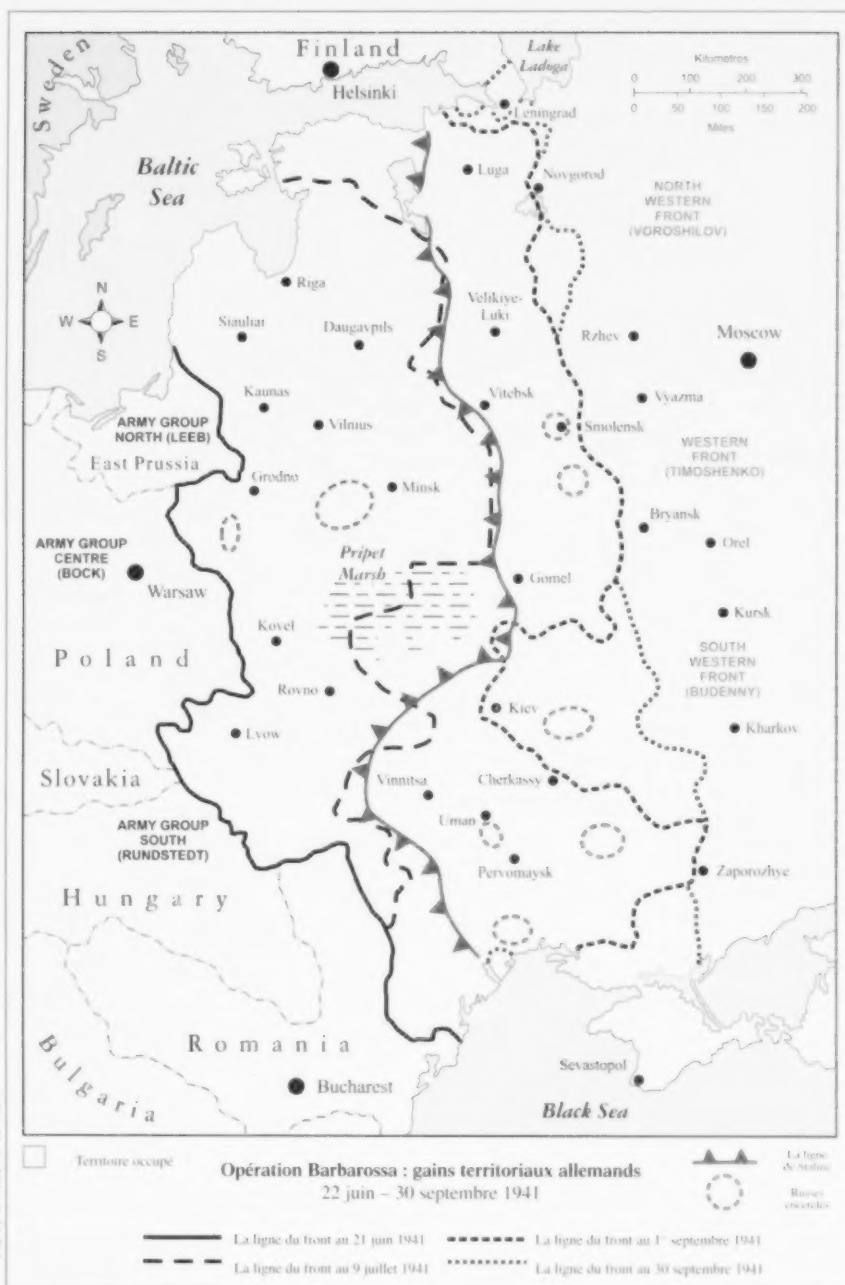 Sweden
Finland
Helsinki
Lake
Ladoga
Leningrad
Kilometres
0 100 200 300
0 50 100 150 200
Miles
Baltic
Sea
Luga
Novgorod
NORTH
WESTERN
FRONT
(VOROSHILOV)
N
W E
S
Riga
Siauliai
Daugavpils
Velikiye-
Luki
Rzhev
Moscow
Kaunas
ARMY GROUP
NORTH (LEEB)
Vilnius
Vitebsk
Vyazma
Smolensk
East Prussia
WESTERN
FRONT
(TIMOSHENKO)
Grodno
Minsk
Bryansk
Orel
ARMY GROUP
CENTRE
(BOCK)
Warsaw
Pripet
Marsh
Gomel
Kursk
Kovel
Poland
SOUTH
WESTERN
FRONT
(BUDENNY)
Rovno
Kiev
Lvow
Kharkov
Slovakia
Vinnitsa
Cherkassy
ARMY GROUP
SOUTH
(RUNDSTEDT)
Uman
Pervomaysk
Zaporozhye
Hungary
Romania
Bulgaria
Bucharest
Sevastopol
Black Sea
Territoire occupé
Opération Barbarossa : gains territoriaux allemands
22 juin – 30 septembre 1941
La ligne
de Staline
Russes
encerclés
La ligne du front au 21 juin 1941
La ligne du front au 1er septembre 1941
La ligne du front au 9 juillet 1941
La ligne du front au 30 septembre 1941